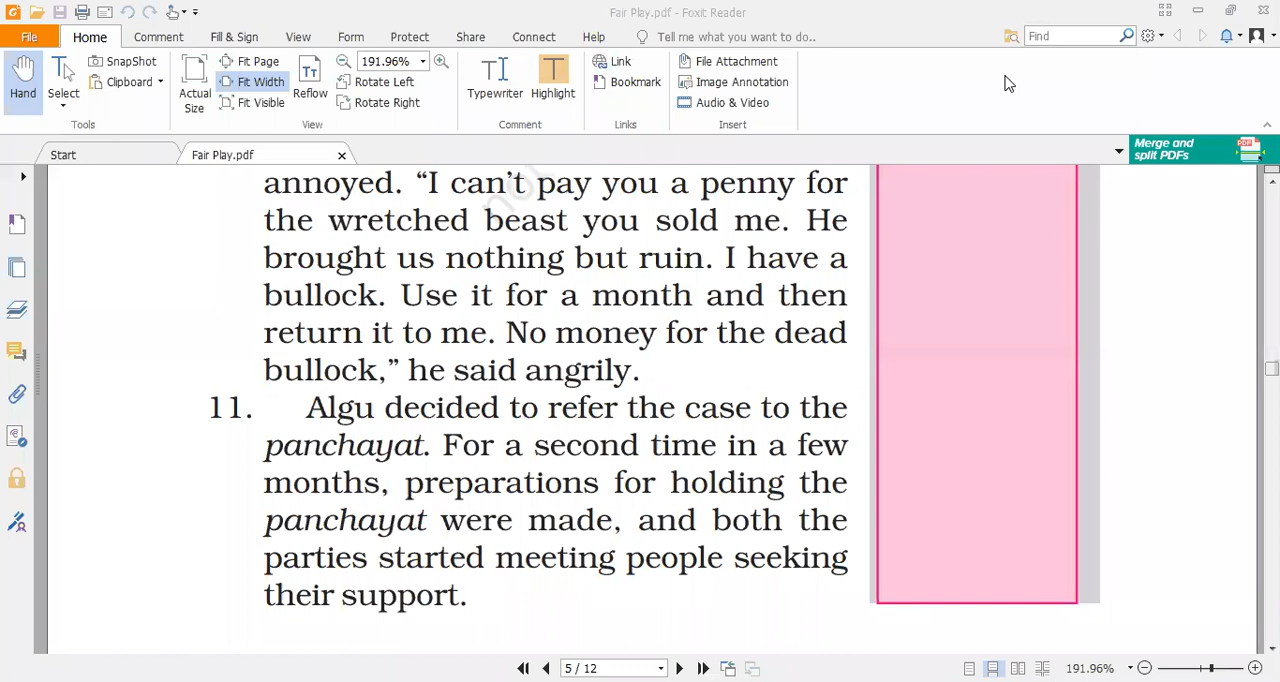 Fair Play.pdf - Foxit Reader
File Home Comment Fill & Sign View Form Protect Share Connect Help Tell me what you want to do.. Find
Hand Select SnapShot Clipboard Actual Size Fit Page Fit Width Fit Visible Reflow 191.96% Rotate Left Rotate Right Typewriter Highlight Link Bookmark File Attachment Image Annotation Audio & Video
Tools View Comment Links Insert
Start Fair Play.pdf Merge and split PDFs
annoyed. “I can’t pay you a penny for
the wretched beast you sold me. He
brought us nothing but ruin. I have a
bullock. Use it for a month and then
return it to me. No money for the dead
bullock,” he said angrily.
11. Algu decided to refer the case to the
panchayat. For a second time in a few
months, preparations for holding the
panchayat were made, and both the
parties started meeting people seeking
their support.
5 / 12 191.96%